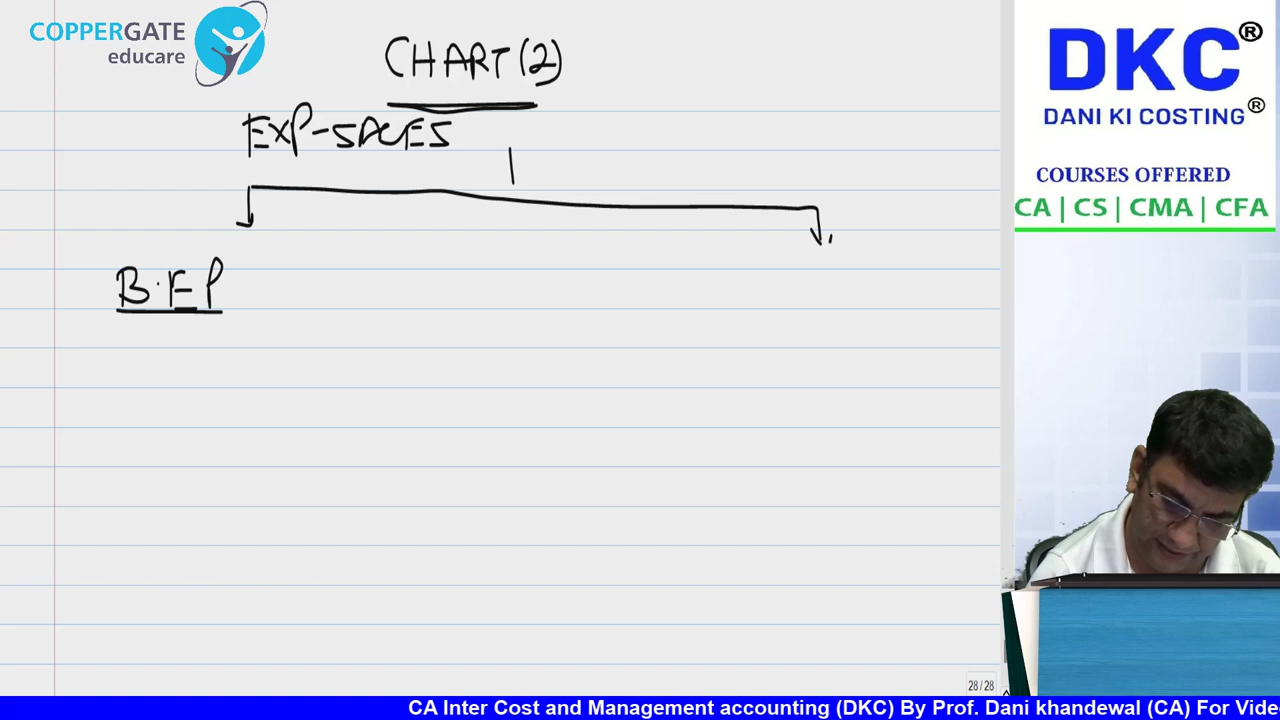 COPPERGATE
educare
CHART (2)
EXP-SALES
B.E.P
28/28
DKC®
DANI KI COSTING®
COURSES OFFERED
CA | CS | CMA | CFA
CA Inter Cost and Management accounting (DKC) By Prof. Dani khandewal (CA) For Vide